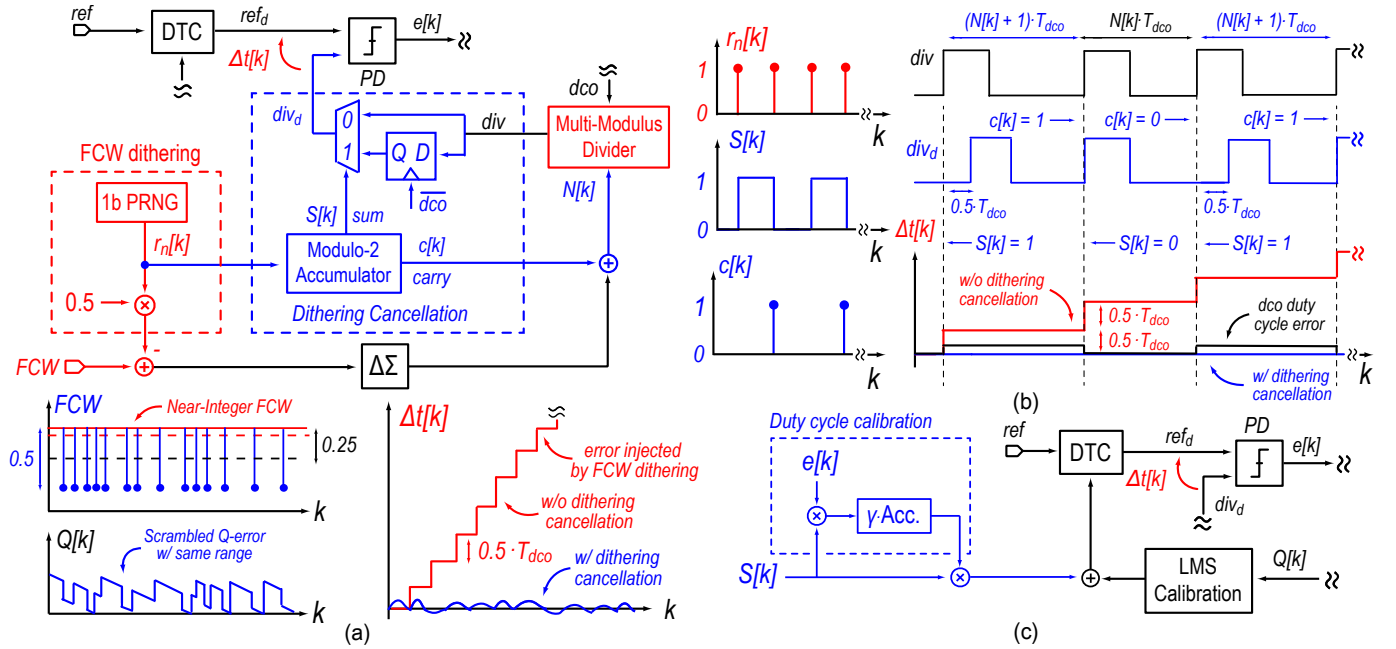 ref
DTC
ref_d
Δt[k]
PD
e[k]
div_d
0
1
Q D
dco
div
dco
Multi-Modulus
Divider
N[k]
FCW dithering
1b PRNG
r_n[k]
0.5
S[k]
sum
Modulo-2
Accumulator
c[k]
carry
Dithering Cancellation
-
FCW
ΔΣ
FCW
Near-Integer FCW
0.5
0.25
k
Q[k]
Scrambled Q-error
w/ same range
k
Δt[k]
error injected
by FCW dithering
w/o dithering
cancellation
0.5 · T_dco
w/ dithering
cancellation
k
(a)
r_n[k]
1
0
k
S[k]
1
0
k
c[k]
1
0
k
(N[k] + 1)·T_dco
N[k]·T_dco
(N[k] + 1)·T_dco
div
c[k] = 1
c[k] = 0
c[k] = 1
div_d
0.5·T_dco
0.5·T_dco
Δt[k]
S[k] = 1
S[k] = 0
S[k] = 1
w/o dithering
cancellation
0.5 · T_dco
0.5 · T_dco
dco duty
cycle error
w/ dithering
cancellation
k
(b)
Duty cycle calibration
e[k]
γ·Acc.
S[k]
ref
DTC
ref_d
Δt[k]
PD
e[k]
div_d
LMS
Calibration
Q[k]
(c)